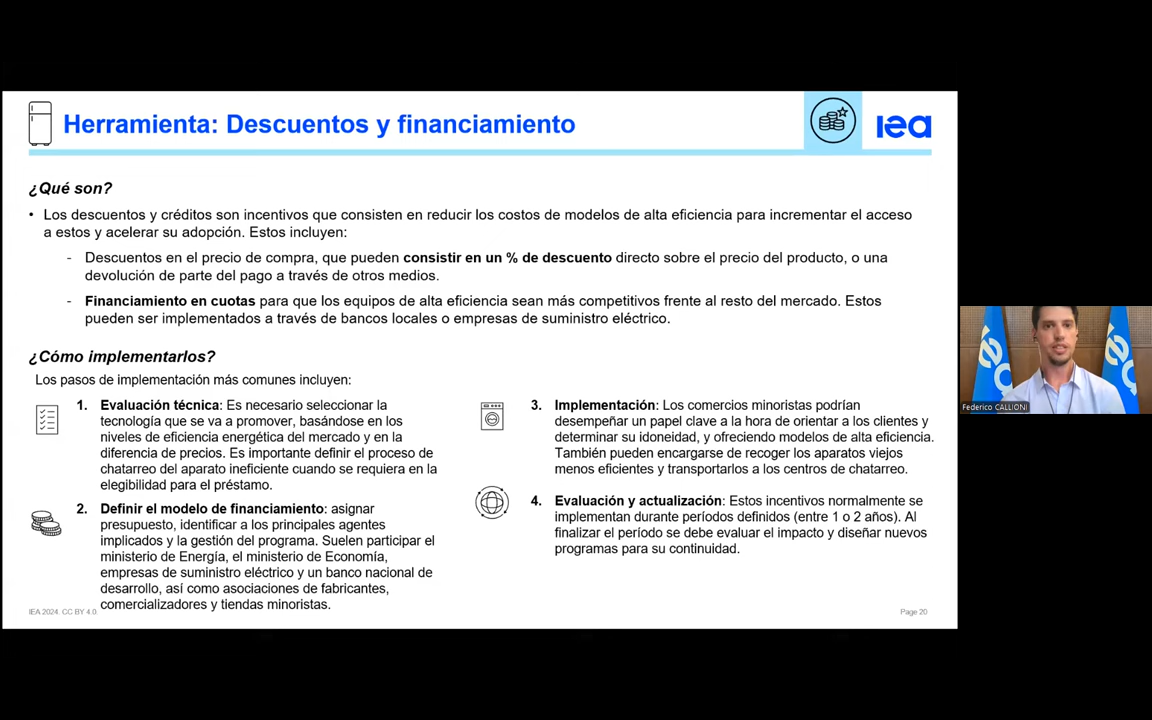 Herramienta: Descuentos y financiamiento
iea
¿Qué son?
• Los descuentos y créditos son incentivos que consisten en reducir los costos de modelos de alta eficiencia para incrementar el acceso
a estos y acelerar su adopción. Estos incluyen:
- Descuentos en el precio de compra, que pueden consistir en un % de descuento directo sobre el precio del producto, o una
devolución de parte del pago a través de otros medios.
- Financiamiento en cuotas para que los equipos de alta eficiencia sean más competitivos frente al resto del mercado. Estos
pueden ser implementados a través de bancos locales o empresas de suministro eléctrico.
¿Cómo implementarlos?
Los pasos de implementación más comunes incluyen:
1. Evaluación técnica: Es necesario seleccionar la
tecnología que se va a promover, basándose en los
niveles de eficiencia energética del mercado y en la
diferencia de precios. Es importante definir el proceso de
chatarreo del aparato ineficiente cuando se requiera en la
elegibilidad para el préstamo.
2. Definir el modelo de financiamiento: asignar
presupuesto, identificar a los principales agentes
implicados y la gestión del programa. Suelen participar el
ministerio de Energía, el ministerio de Economía,
empresas de suministro eléctrico y un banco nacional de
desarrollo, así como asociaciones de fabricantes,
comercializadores y tiendas minoristas.
3. Implementación: Los comercios minoristas podrían
desempeñar un papel clave a la hora de orientar a los clientes y
determinar su idoneidad, y ofreciendo modelos de alta eficiencia.
También pueden encargarse de recoger los aparatos viejos
menos eficientes y transportarlos a los centros de chatarreo.
4. Evaluación y actualización: Estos incentivos normalmente se
implementan durante períodos definidos (entre 1 o 2 años). Al
finalizar el período se debe evaluar el impacto y diseñar nuevos
programas para su continuidad.
IEA 2024. CC BY 4.0.
Page 20
Federico CALLIONI